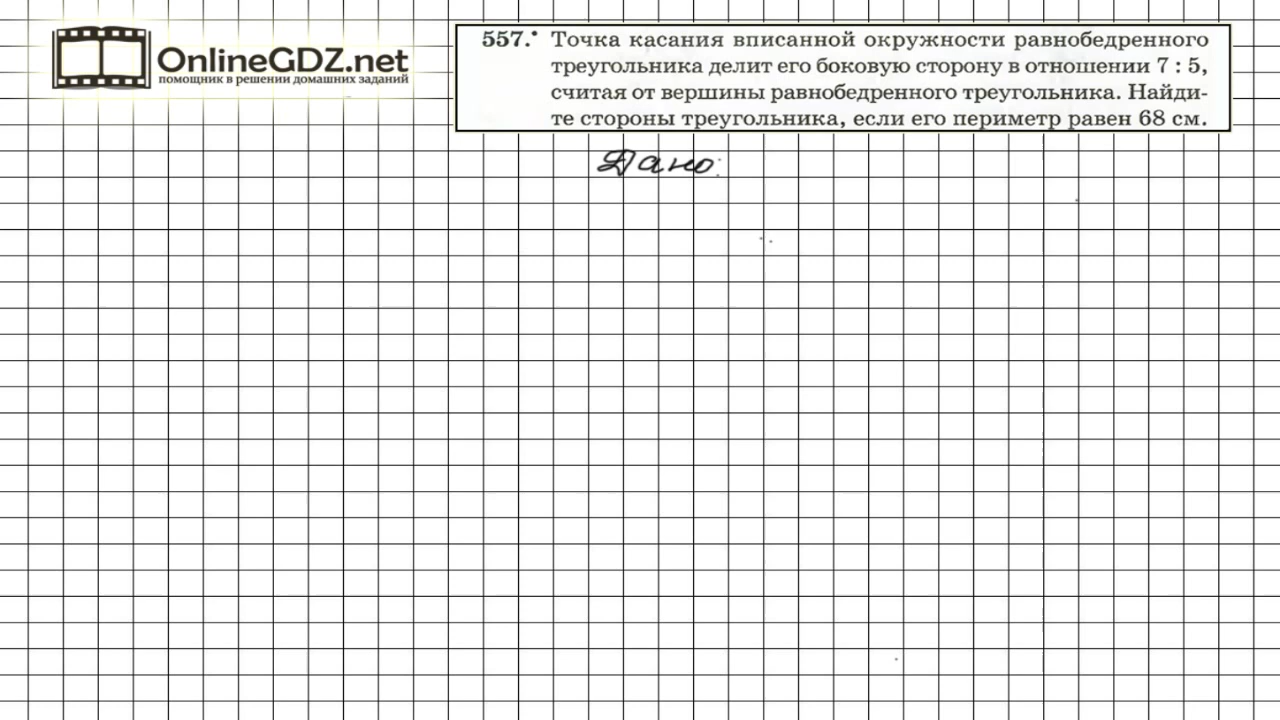 OnlineGDZ.net
помощник в решении домашних заданий
557.• Точка касания вписанной окружности равнобедренного
треугольника делит его боковую сторону в отношении 7 : 5,
считая от вершины равнобедренного треугольника. Найди-
те стороны треугольника, если его периметр равен 68 см.
Дано: